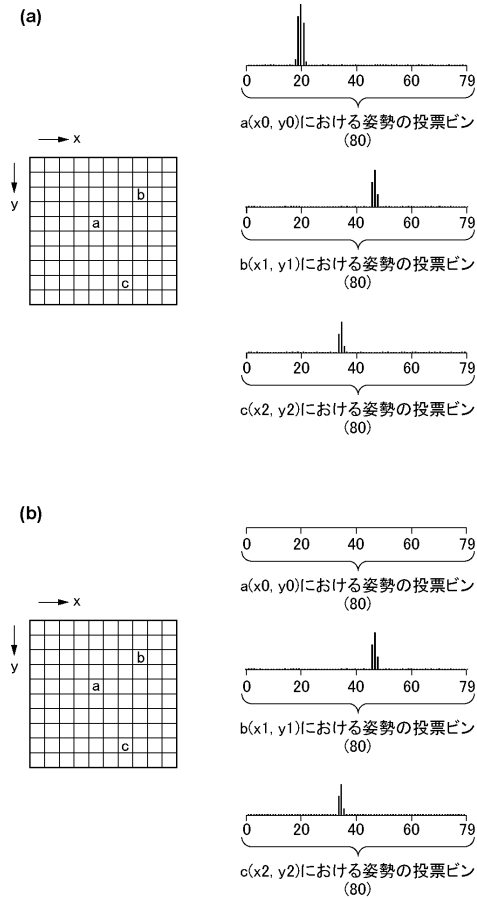 (a)
0 20 40 60 79
a(x0, y0)における姿勢の投票ビン
(80)
x
y
b
a
c
0 20 40 60 79
b(x1, y1)における姿勢の投票ビン
(80)
0 20 40 60 79
c(x2, y2)における姿勢の投票ビン
(80)
(b)
0 20 40 60 79
a(x0, y0)における姿勢の投票ビン
(80)
x
y
b
a
c
0 20 40 60 79
b(x1, y1)における姿勢の投票ビン
(80)
0 20 40 60 79
c(x2, y2)における姿勢の投票ビン
(80)